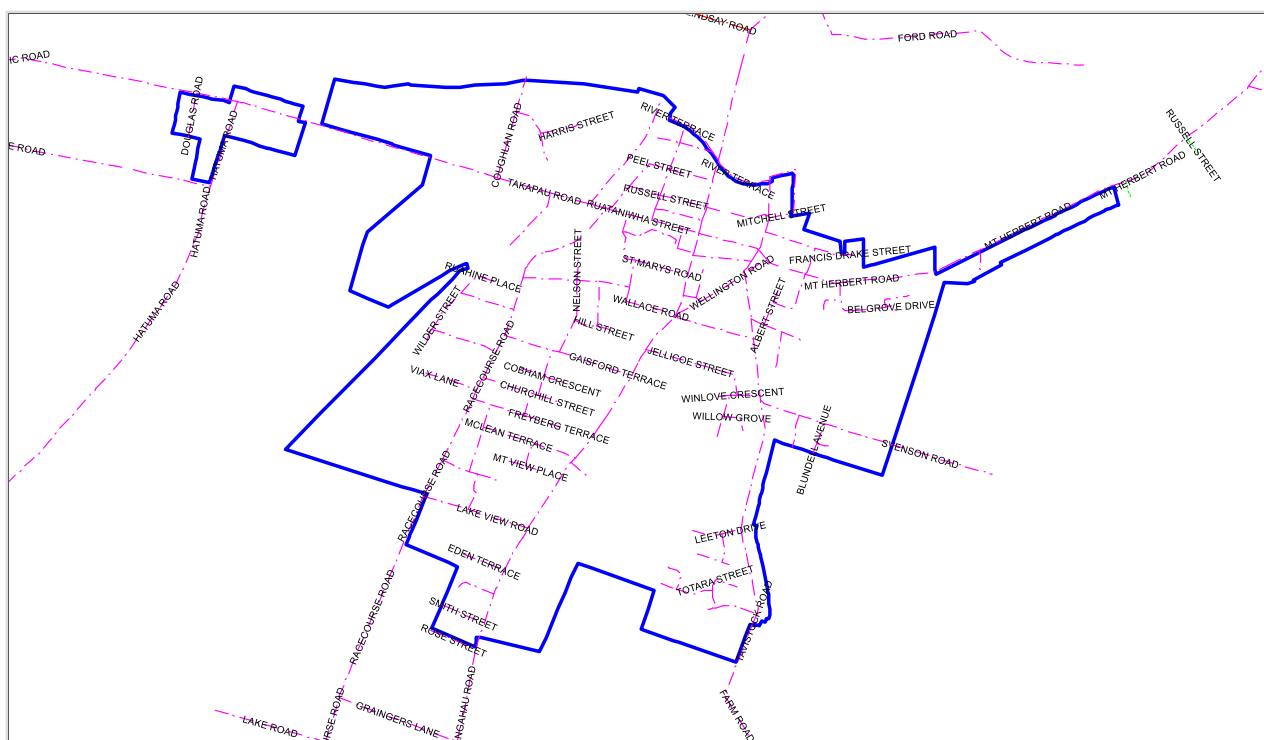 LINDSAY ROAD
FORD ROAD
IC ROAD
DOUGLAS ROAD
HATUMA ROAD
E ROAD
COUGHLAN ROAD
HARRIS STREET
RIVER TERRACE
RUSSELL STREET
PEEL STREET
RIVER TERRACE
MT HERBERT ROAD
TAKAPAU ROAD
RUSSELL STREET
RUATANIWHA STREET
MITCHELL STREET
HATUMA ROAD
MT HERBERT ROAD
FRANCIS DRAKE STREET
ST MARYS ROAD
WELLINGTON ROAD
RUAHINE PLACE
NELSON STREET
MT HERBERT ROAD
HATUMA ROAD
WILDER STREET
WALLACE ROAD
BELGROVE DRIVE
ALBERT STREET
HILL STREET
JELLICOE STREET
RACECOURSE ROAD
GAISFORD TERRACE
VIAX LANE
COBHAM CRESCENT
CHURCHILL STREET
WINLOVE CRESCENT
WILLOW GROVE
FREYBERG TERRACE
MCLEAN TERRACE
BLUNDELL AVENUE
SVENSON ROAD
MT VIEW PLACE
RACECOURSE ROAD
LAKE VIEW ROAD
LEETON DRIVE
EDEN TERRACE
TOTARA STREET
RACECOURSE ROAD
SMITH STREET
TAVISTOCK ROAD
ROSE STREET
NGAHAU ROAD
FARM ROAD
GRAINGERS LANE
LAKE ROAD
URSE ROAD